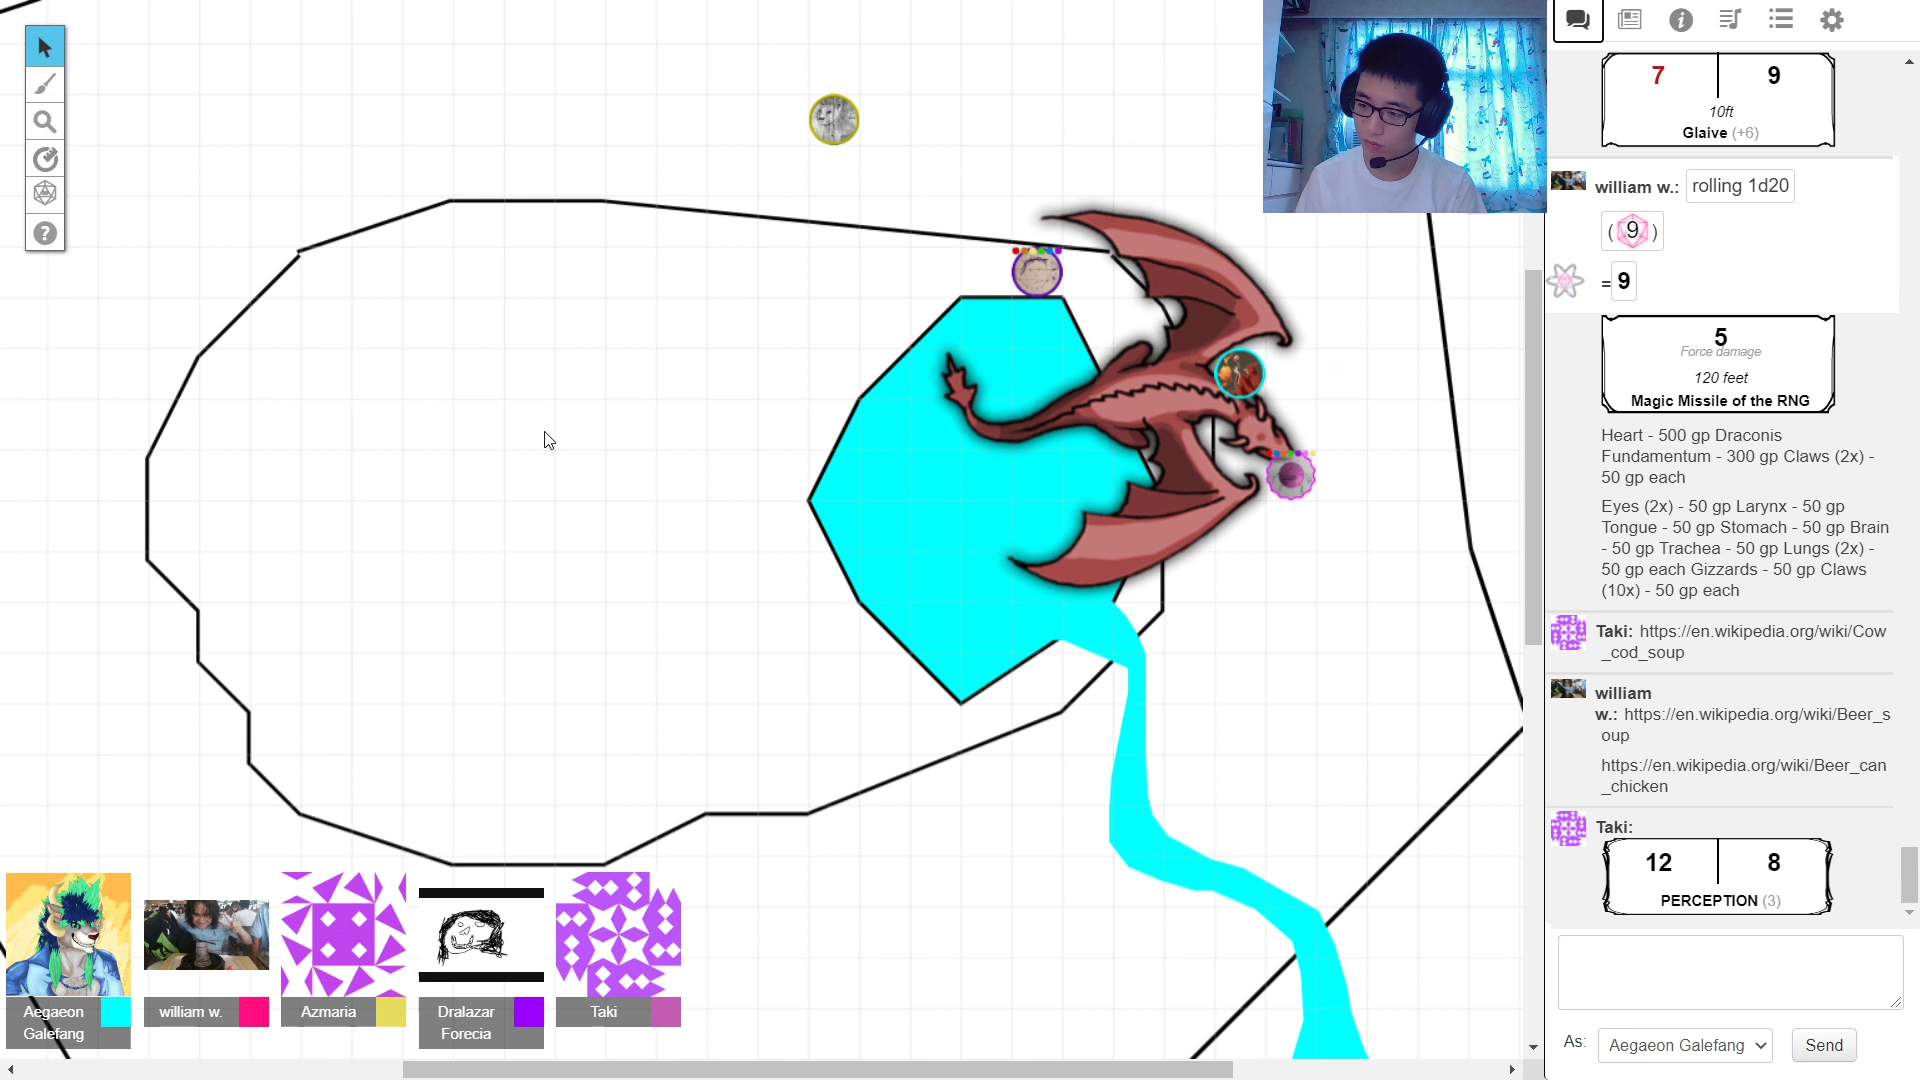 7 9
10ft
Glaive (+6)
william w.: rolling 1d20
(9)
=9
5
Force damage
120 feet
Magic Missile of the RNG
Heart - 500 gp Draconis
Fundamentum - 300 gp Claws (2x) -
50 gp each
Eyes (2x) - 50 gp Larynx - 50 gp
Tongue - 50 gp Stomach - 50 gp Brain
- 50 gp Trachea - 50 gp Lungs (2x) -
50 gp each Gizzards - 50 gp Claws
(10x) - 50 gp each
Taki: https://en.wikipedia.org/wiki/Cow
_cod_soup
william
w.: https://en.wikipedia.org/wiki/Beer_s
oup
https://en.wikipedia.org/wiki/Beer_can
_chicken
Taki:
12 8
PERCEPTION (3)
As: Aegaeon Galefang Send
Aegaeon
Galefang
william w.
Azmaria
Dralazar
Forecia
Taki